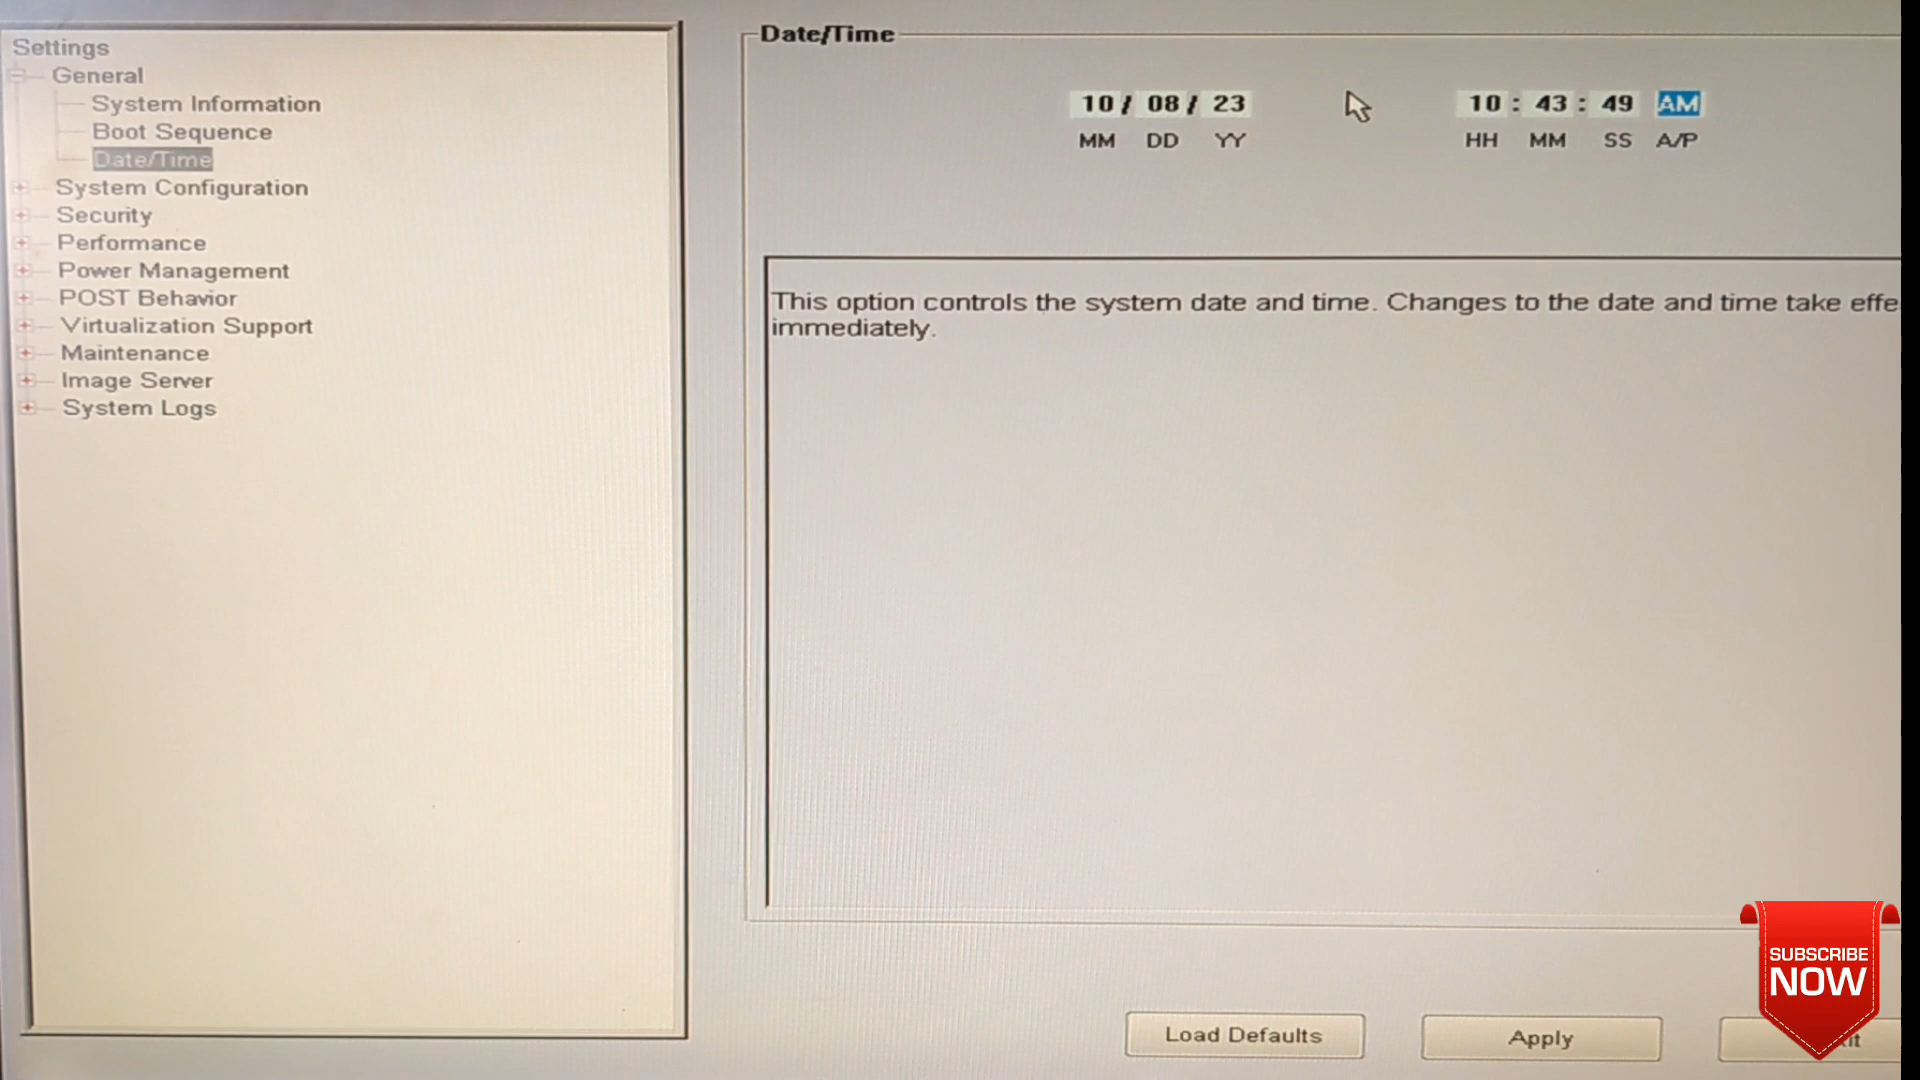 Settings
General
System Information
Boot Sequence
Date/Time
System Configuration
Security
Performance
Power Management
POST Behavior
Virtualization Support
Maintenance
Image Server
System Logs
Date/Time
10 / 08 / 23 10 : 43 : 49 AM
MM DD YY HH MM SS A/P
This option controls the system date and time. Changes to the date and time take effe
immediately.
Load Defaults Apply it
SUBSCRIBE
NOW